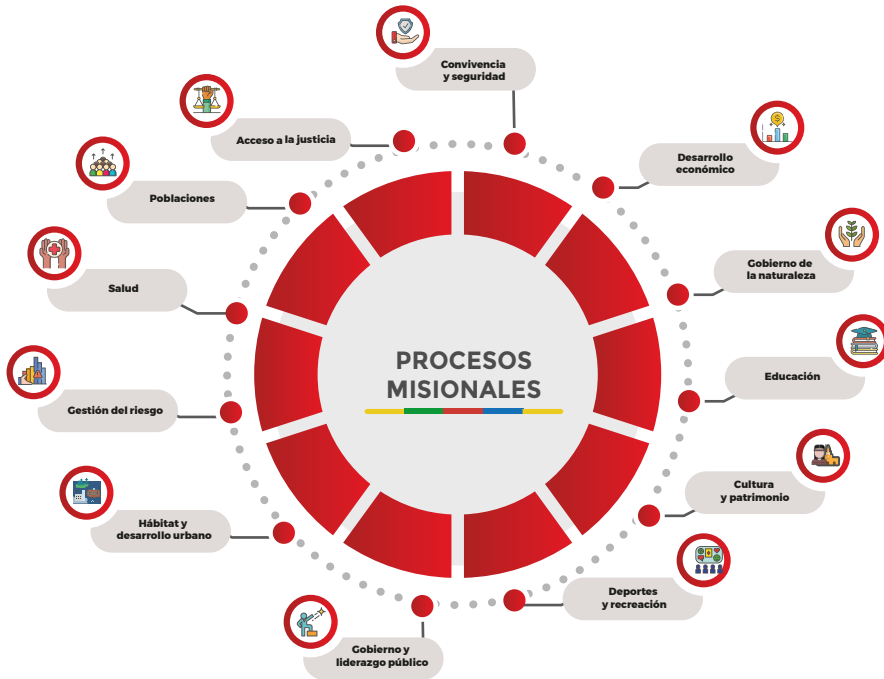 Convivencia
y seguridad
Acceso a la justicia
Desarrollo
económico
Poblaciones
Gobierno de
la naturaleza
Salud
PROCESOS
MISIONALES
Educación
Gestión del riesgo
Cultura
y patrimonio
Hábitat y
desarrollo urbano
Deportes
y recreación
Gobierno y
liderazgo público